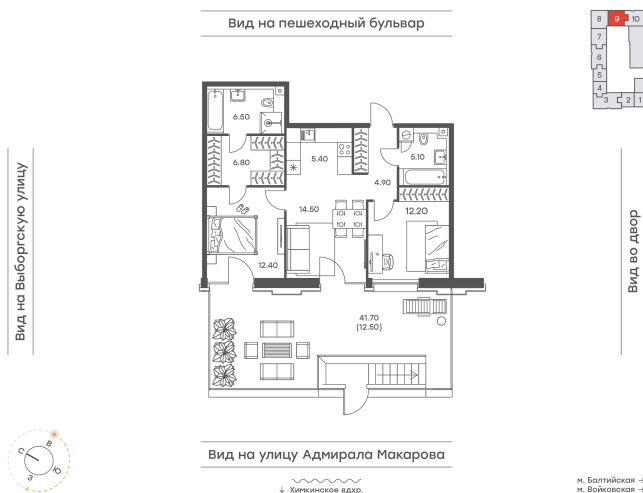 Вид на пешеходный бульвар
8 9 10
7
6
5
4
3 2 1
Вид на Выборгскую улицу
Вид во двор
6.50
6.80
5.40
5.10
4.90
14.50
12.20
12.40
41.70
(12.50)
С В
З Ю
Вид на улицу Адмирала Макарова
↓ Химкинское вдхр.
м. Балтийская →
м. Войковская →